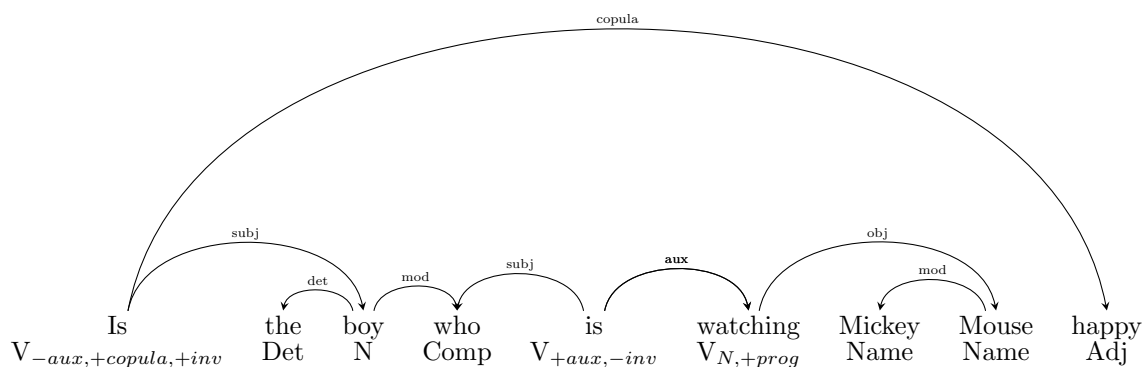 copula
subj subj aux obj
det mod mod
Is the boy who is watching Mickey Mouse happy
V−aux,+copula,+inv Det N Comp V+aux,−inv VN,+prog Name Name Adj